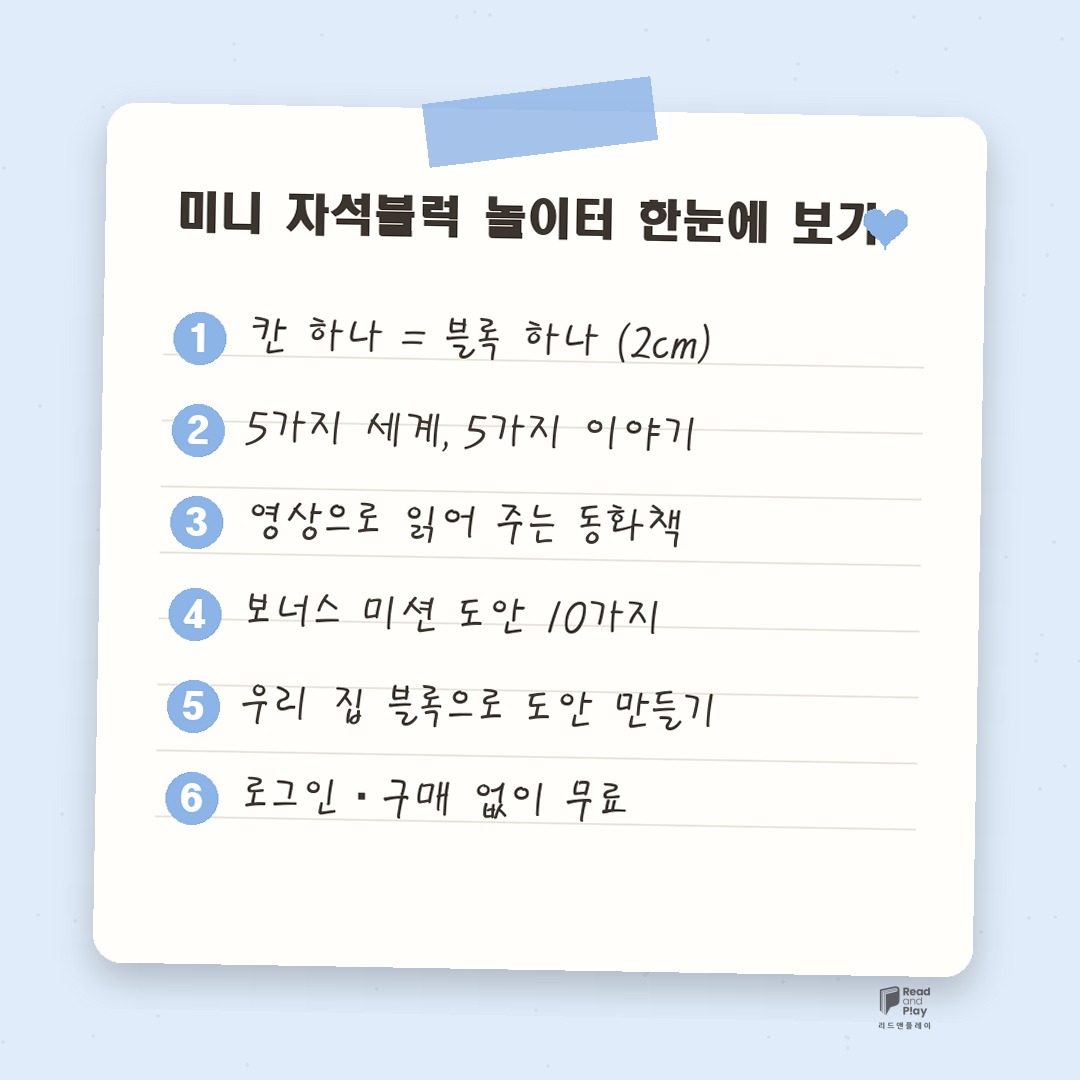 미니 자석블럭 놀이터 한눈에 보기
1 칸 하나 = 블록 하나 (2cm)
2 5가지 세계, 5가지 이야기
3 영상으로 읽어 주는 동화책
4 보너스 미션 도안 10가지
5 우리 집 블록으로 도안 만들기
6 로그인 · 구매 없이 무료
Read
and
Play
리드앤플레이